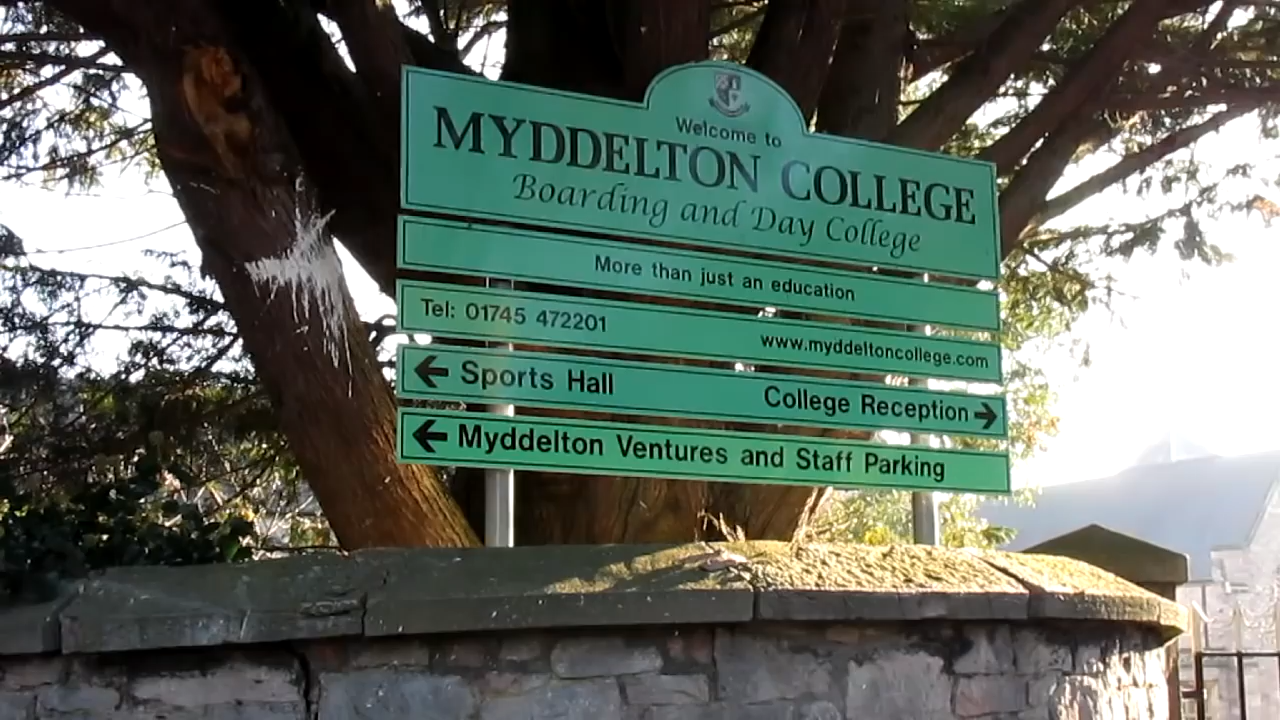 Welcome to
MYDDELTON COLLEGE
Boarding and Day College
More than just an education
Tel: 01745 472201 www.myddeltoncollege.com
← Sports Hall College Reception →
← Myddelton Ventures and Staff Parking